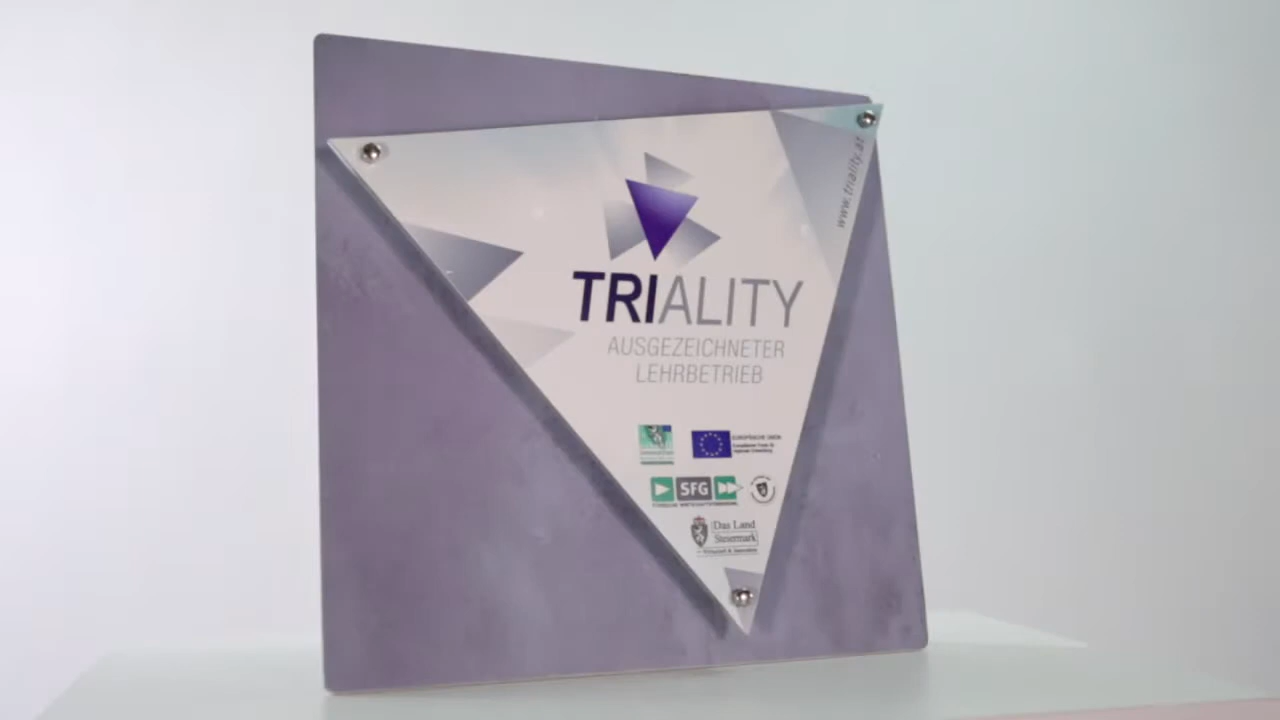 www.triality.at
TRIALITY
AUSGEZEICHNETER
LEHRBETRIEB
EUROPÄISCHE UNION
SFG
Das Land
Steiermark